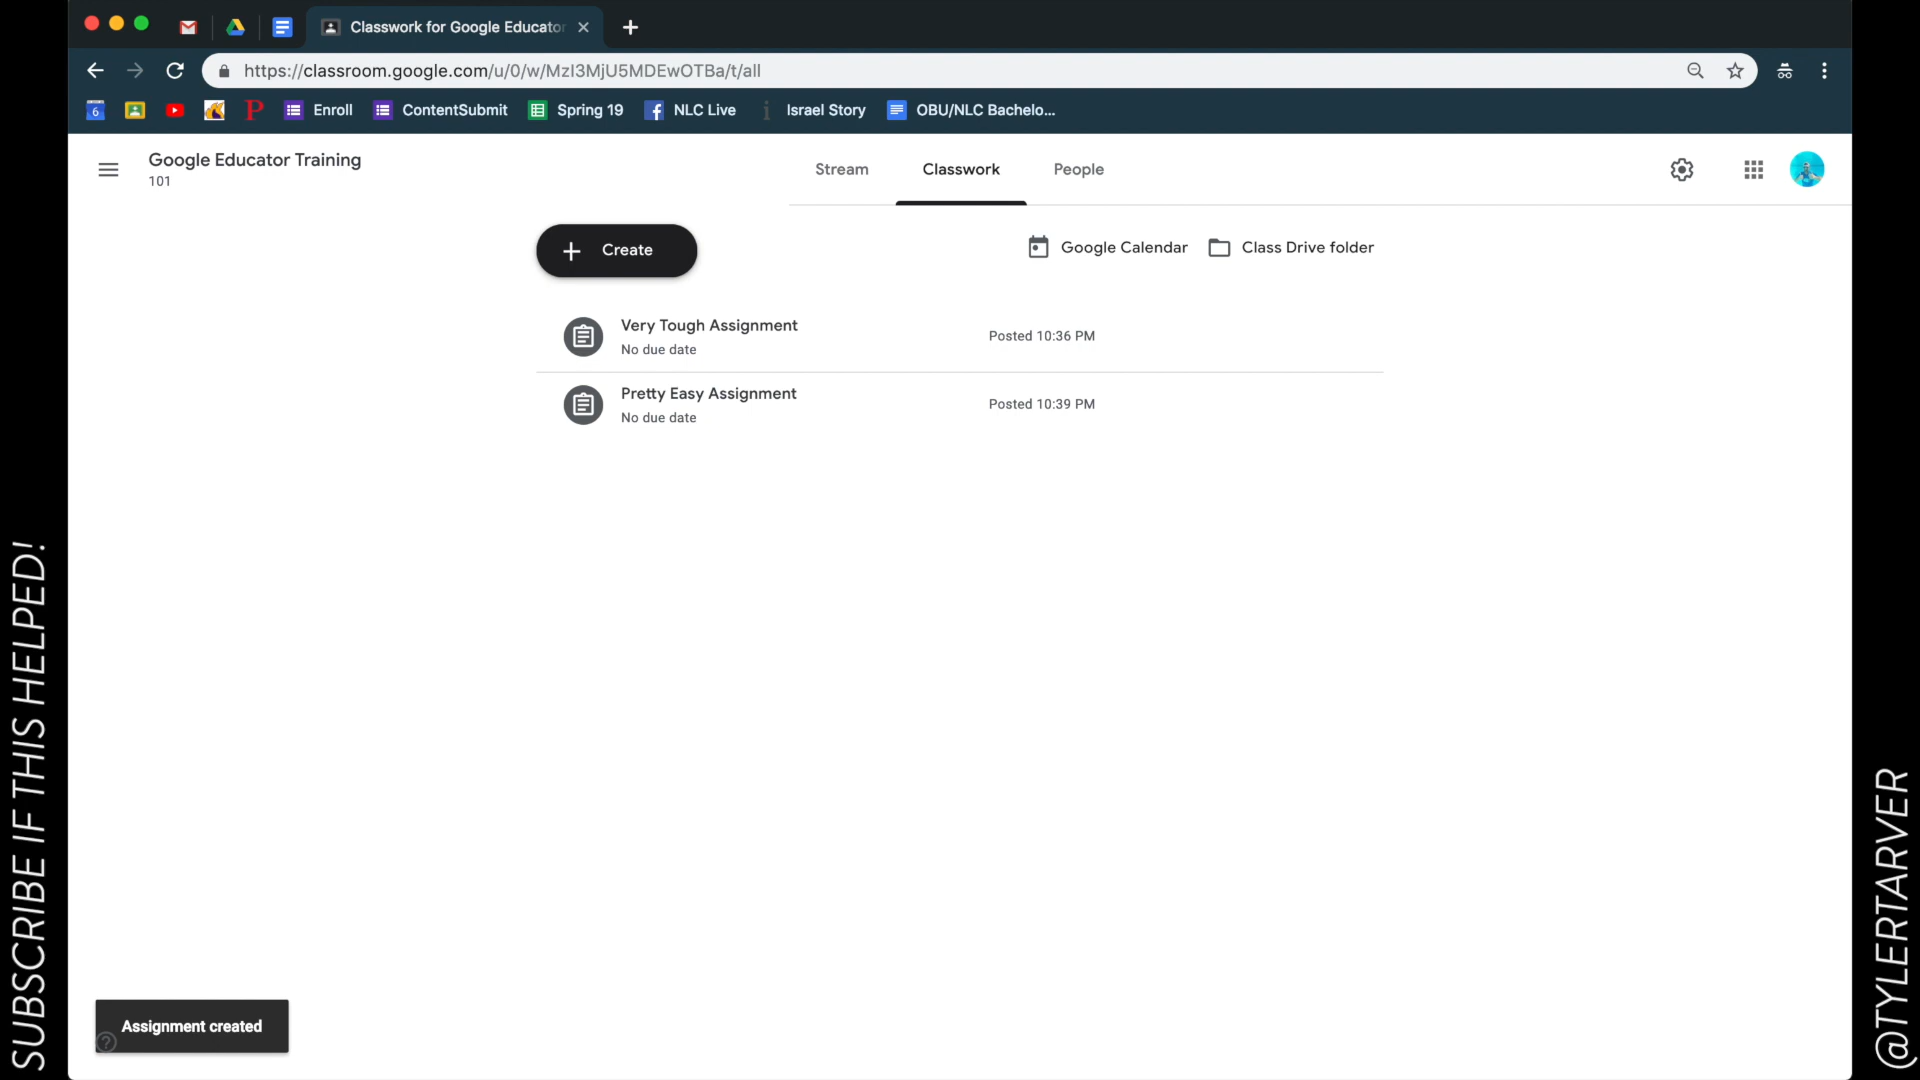 Classwork for Google Educator
https://classroom.google.com/u/0/w/MzI3MjU5MDEwOTBa/t/all
6
Enroll
ContentSubmit
Spring 19
NLC Live
Israel Story
OBU/NLC Bachelo...
Google Educator Training
101
Stream
Classwork
People
Create
Google Calendar
Class Drive folder
Very Tough Assignment
No due date
Posted 10:36 PM
Pretty Easy Assignment
No due date
Posted 10:39 PM
Assignment created
SUBSCRIBE IF THIS HELPED!
@TYLERTARVER